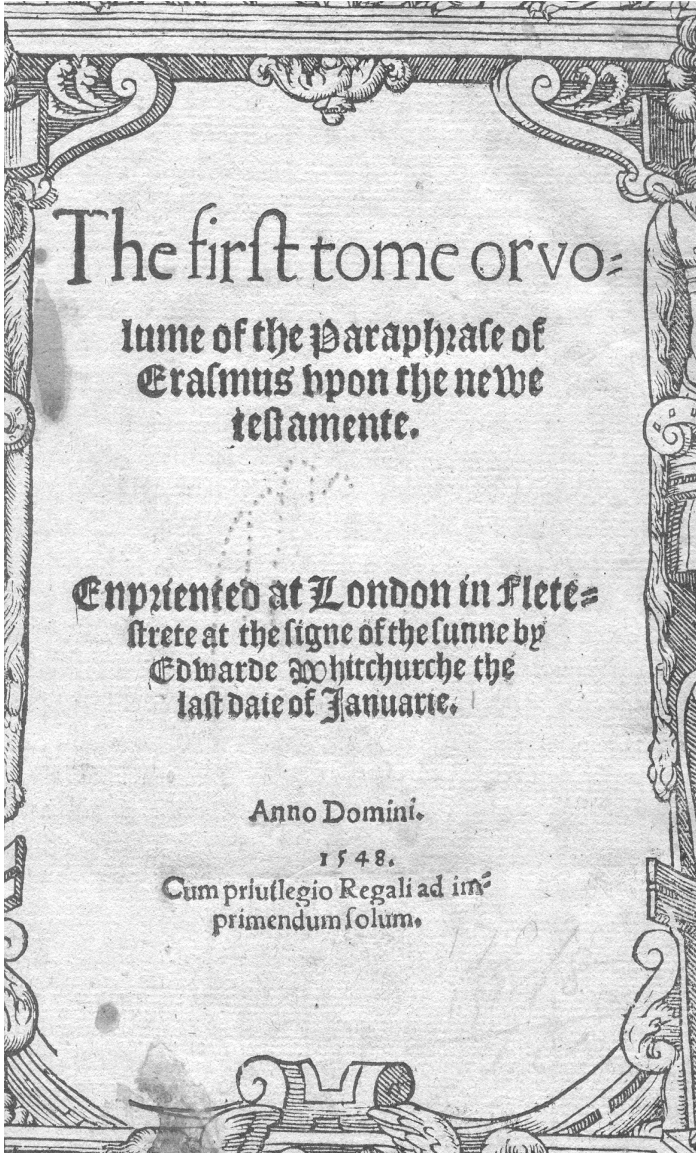 The firſt tome or vo⸗
lume of the Paraphraſe of
Eraſmus vpon the newe
teſtamente.
Enpriented at London in Flete⸗
ſtrete at the ſigne of the ſunne by
Edwarde Whitchurche the
laſt daie of Januarie.
Anno Domini.
1548.
Cum priuilegio Regali ad im⸗
primendum ſolum.